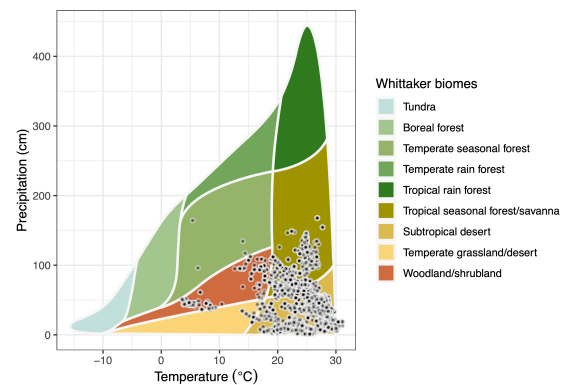 Precipitation (cm)
400
300
200
100
0
−10
0
10
20
30
Temperature (°C)
Whittaker biomes
Tundra
Boreal forest
Temperate seasonal forest
Temperate rain forest
Tropical rain forest
Tropical seasonal forest/savanna
Subtropical desert
Temperate grassland/desert
Woodland/shrubland